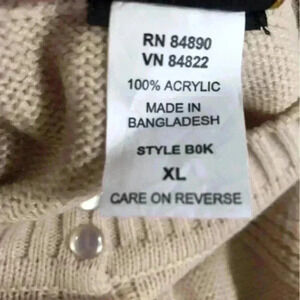 RN 84890
VN 84822
100% ACRYLIC
MADE IN
BANGLADESH
STYLE B0K
XL
CARE ON REVERSE